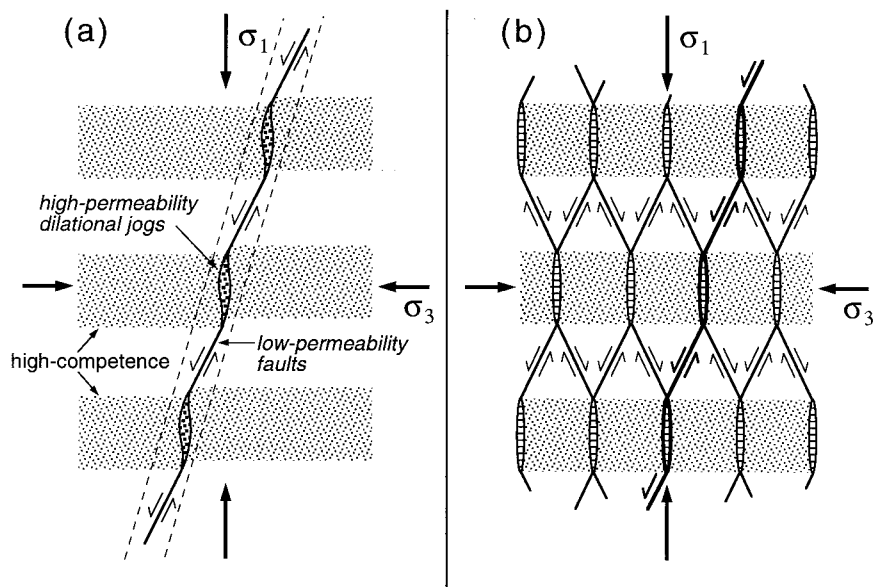 (a)
σ1
high-permeability
dilational jogs
σ3
high-competence
low-permeability
faults
(b)
σ1
σ3